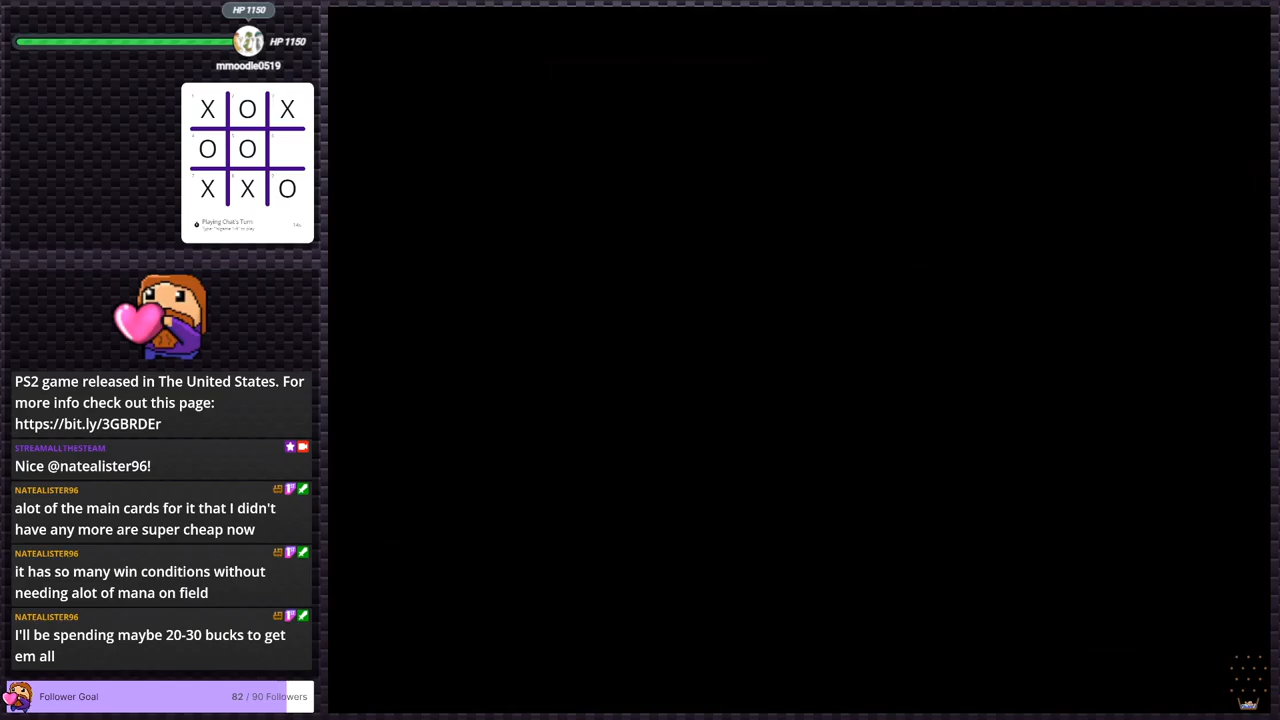 HP 1150
HP 1150
mmoodle0519
X O X
O O
X X O
Playing Chat's Turn
14s
PS2 game released in The United States. For
more info check out this page:
https://bit.ly/3GBRDEr
STREAMALLTHESTEAM
Nice @natealister96!
NATEALISTER96
alot of the main cards for it that I didn't
have any more are super cheap now
NATEALISTER96
it has so many win conditions without
needing alot of mana on field
NATEALISTER96
I'll be spending maybe 20-30 bucks to get
em all
Follower Goal
82 / 90 Followers